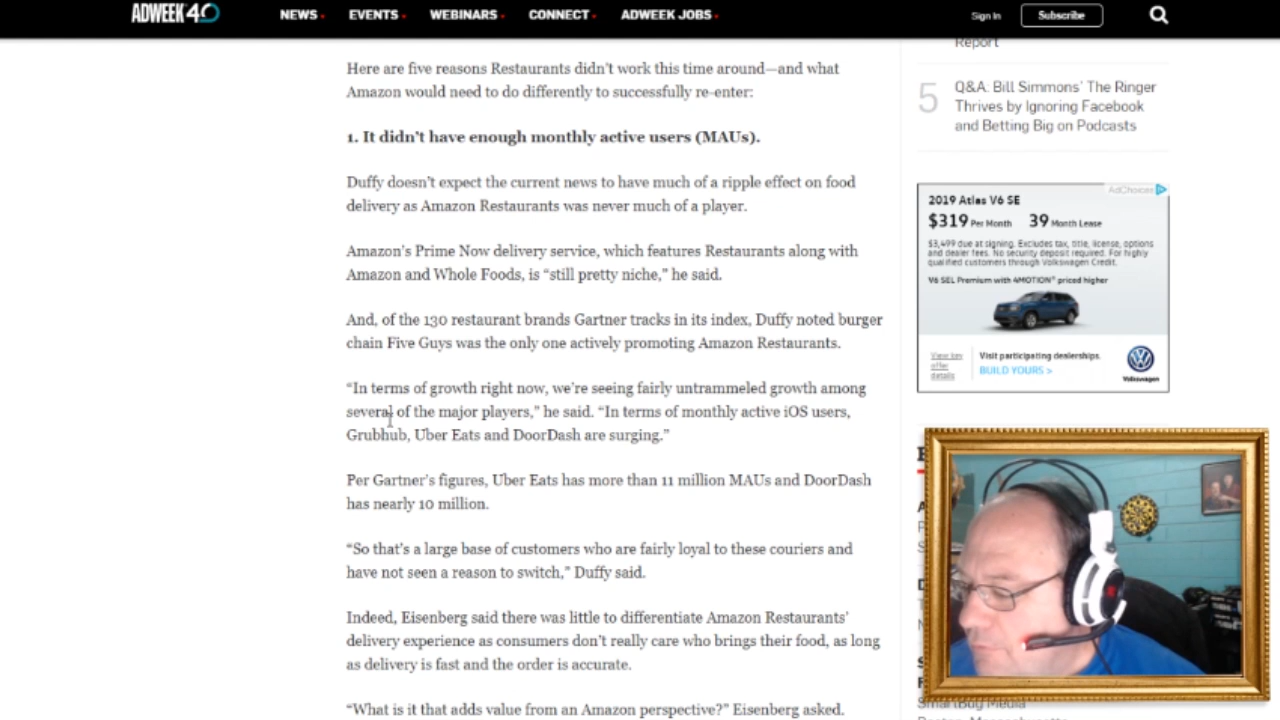 ADWEEK 40
NEWS
EVENTS
WEBINARS
CONNECT
ADWEEK JOBS
Sign In
Subscribe
Here are five reasons Restaurants didn't work this time around—and what
Amazon would need to do differently to successfully re-enter:
1. It didn't have enough monthly active users (MAUs).
Duffy doesn't expect the current news to have much of a ripple effect on food
delivery as Amazon Restaurants was never much of a player.
Amazon's Prime Now delivery service, which features Restaurants along with
Amazon and Whole Foods, is “still pretty niche,” he said.
And, of the 130 restaurant brands Gartner tracks in its index, Duffy noted burger
chain Five Guys was the only one actively promoting Amazon Restaurants.
“In terms of growth right now, we're seeing fairly untrammeled growth among
several of the major players,” he said. “In terms of monthly active iOS users,
Grubhub, Uber Eats and DoorDash are surging.”
Per Gartner's figures, Uber Eats has more than 11 million MAUs and DoorDash
has nearly 10 million.
“So that's a large base of customers who are fairly loyal to these couriers and
have not seen a reason to switch,” Duffy said.
Indeed, Eisenberg said there was little to differentiate Amazon Restaurants'
delivery experience as consumers don't really care who brings their food, as long
as delivery is fast and the order is accurate.
“What is it that adds value from an Amazon perspective?” Eisenberg asked.
Report
5
Q&A: Bill Simmons' The Ringer
Thrives by Ignoring Facebook
and Betting Big on Podcasts
AdChoices
2019 Atlas V6 SE
$319 Per Month 39 Month Lease
$3,499 due at signing. Excludes tax, title, license, options
and dealer fees. No security deposit required. For highly
qualified customers through Volkswagen Credit.
V6 SEL Premium with 4MOTION® priced higher
View key
offer
details
Visit participating dealerships.
BUILD YOURS >
Volkswagen
SmartBug Media